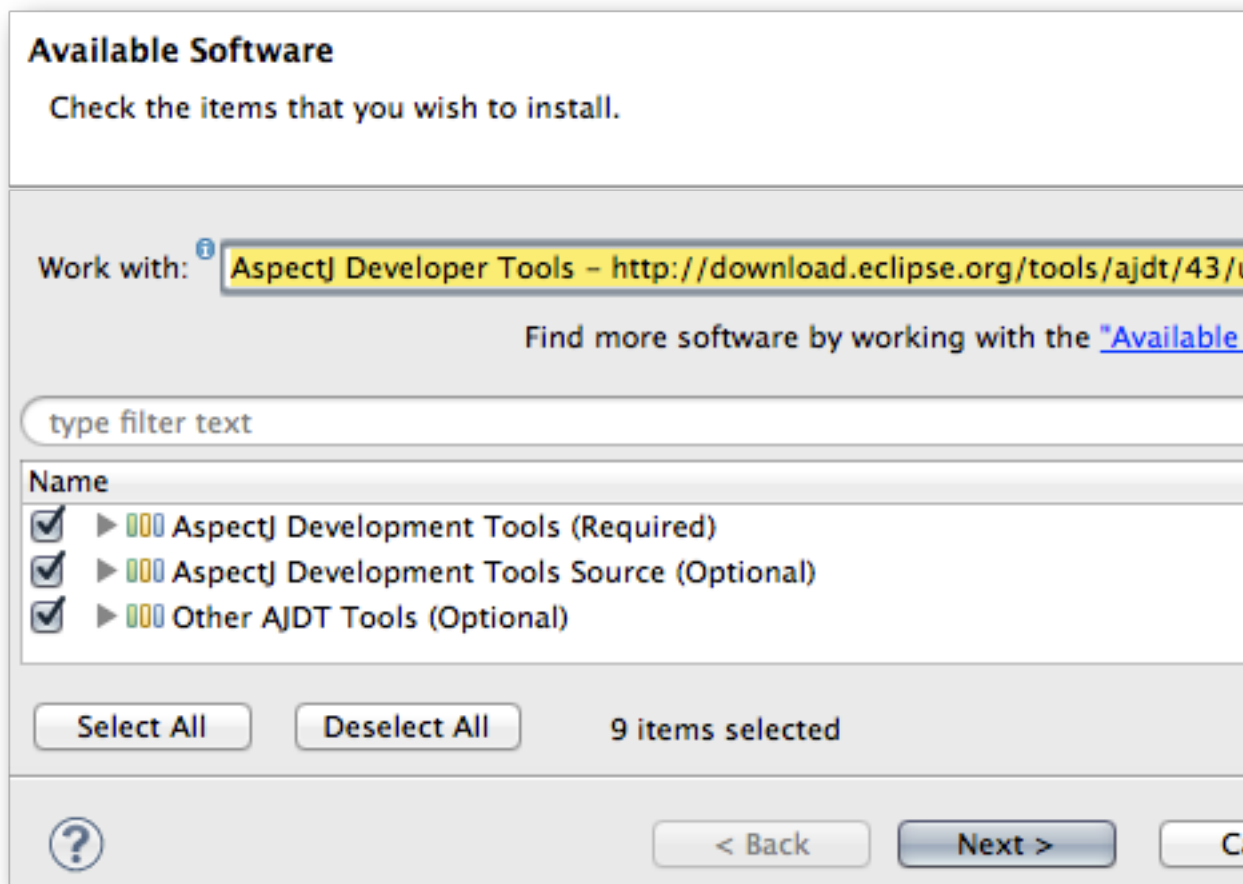 Available Software
Check the items that you wish to install.
Work with:
AspectJ Developer Tools – http://download.eclipse.org/tools/ajdt/43/
Find more software by working with the "Available
type filter text
Name
AspectJ Development Tools (Required)
AspectJ Development Tools Source (Optional)
Other AJDT Tools (Optional)
Select All Deselect All 9 items selected
? < Back Next >